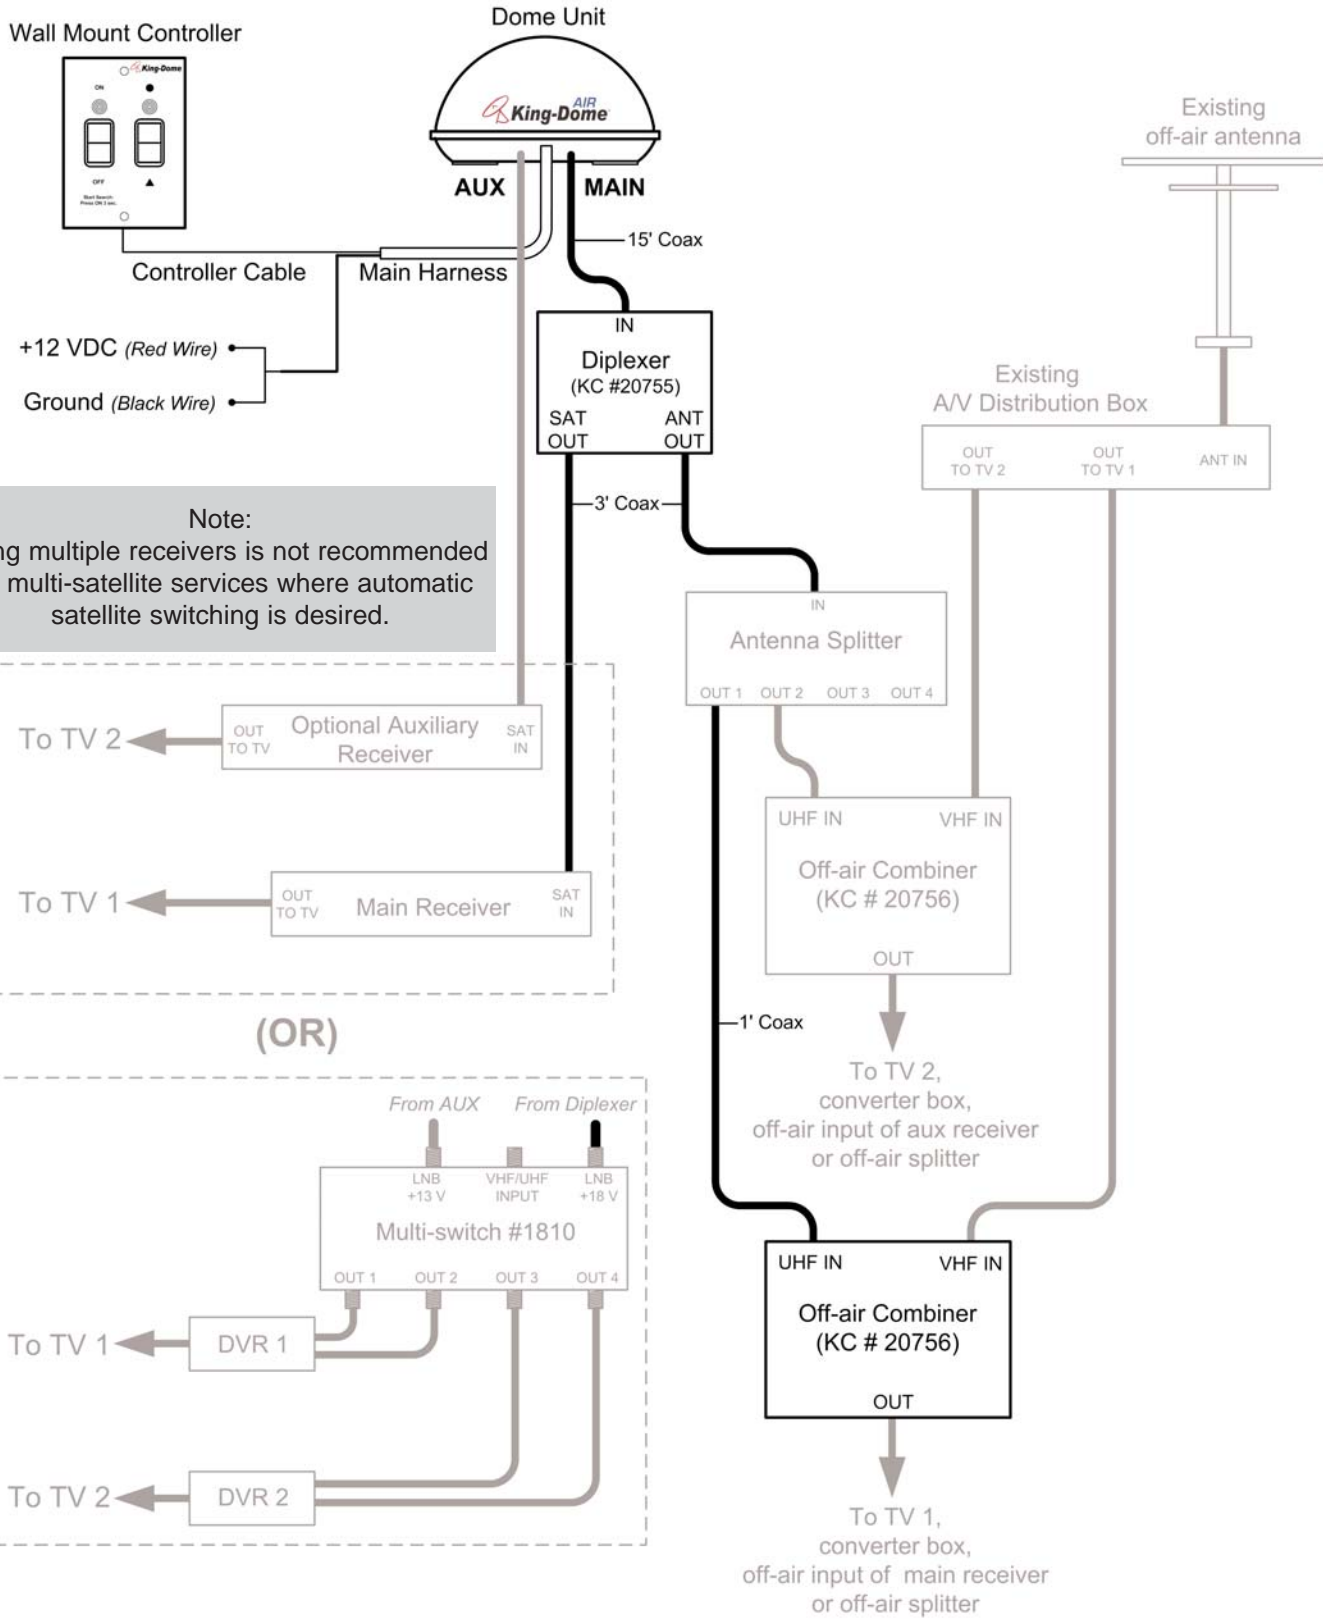 Wall Mount Controller
King-Dome
ON
OFF
Start Search:
Press ON 3 sec.
Dome Unit
AIR
King-Dome
AUX
MAIN
15' Coax
Controller Cable
Main Harness
+12 VDC (Red Wire)
Ground (Black Wire)
IN
Diplexer
(KC #20755)
SAT
OUT
ANT
OUT
3' Coax
Existing
off-air antenna
Existing
A/V Distribution Box
OUT
TO TV 2
OUT
TO TV 1
ANT IN
Note:
multiple receivers is not recommended
multi-satellite services where automatic
satellite switching is desired.
IN
Antenna Splitter
OUT 1
OUT 2
OUT 3
OUT 4
To TV 2
OUT
TO TV
Optional Auxiliary
Receiver
SAT
IN
To TV 1
OUT
TO TV
Main Receiver
SAT
IN
UHF IN
VHF IN
Off-air Combiner
(KC # 20756)
OUT
To TV 2,
converter box,
off-air input of aux receiver
or off-air splitter
1' Coax
(OR)
From AUX
From Diplexer
LNB
+13 V
VHF/UHF
INPUT
LNB
+18 V
Multi-switch #1810
OUT 1
OUT 2
OUT 3
OUT 4
To TV 1
DVR 1
To TV 2
DVR 2
UHF IN
VHF IN
Off-air Combiner
(KC # 20756)
OUT
To TV 1,
converter box,
off-air input of main receiver
or off-air splitter